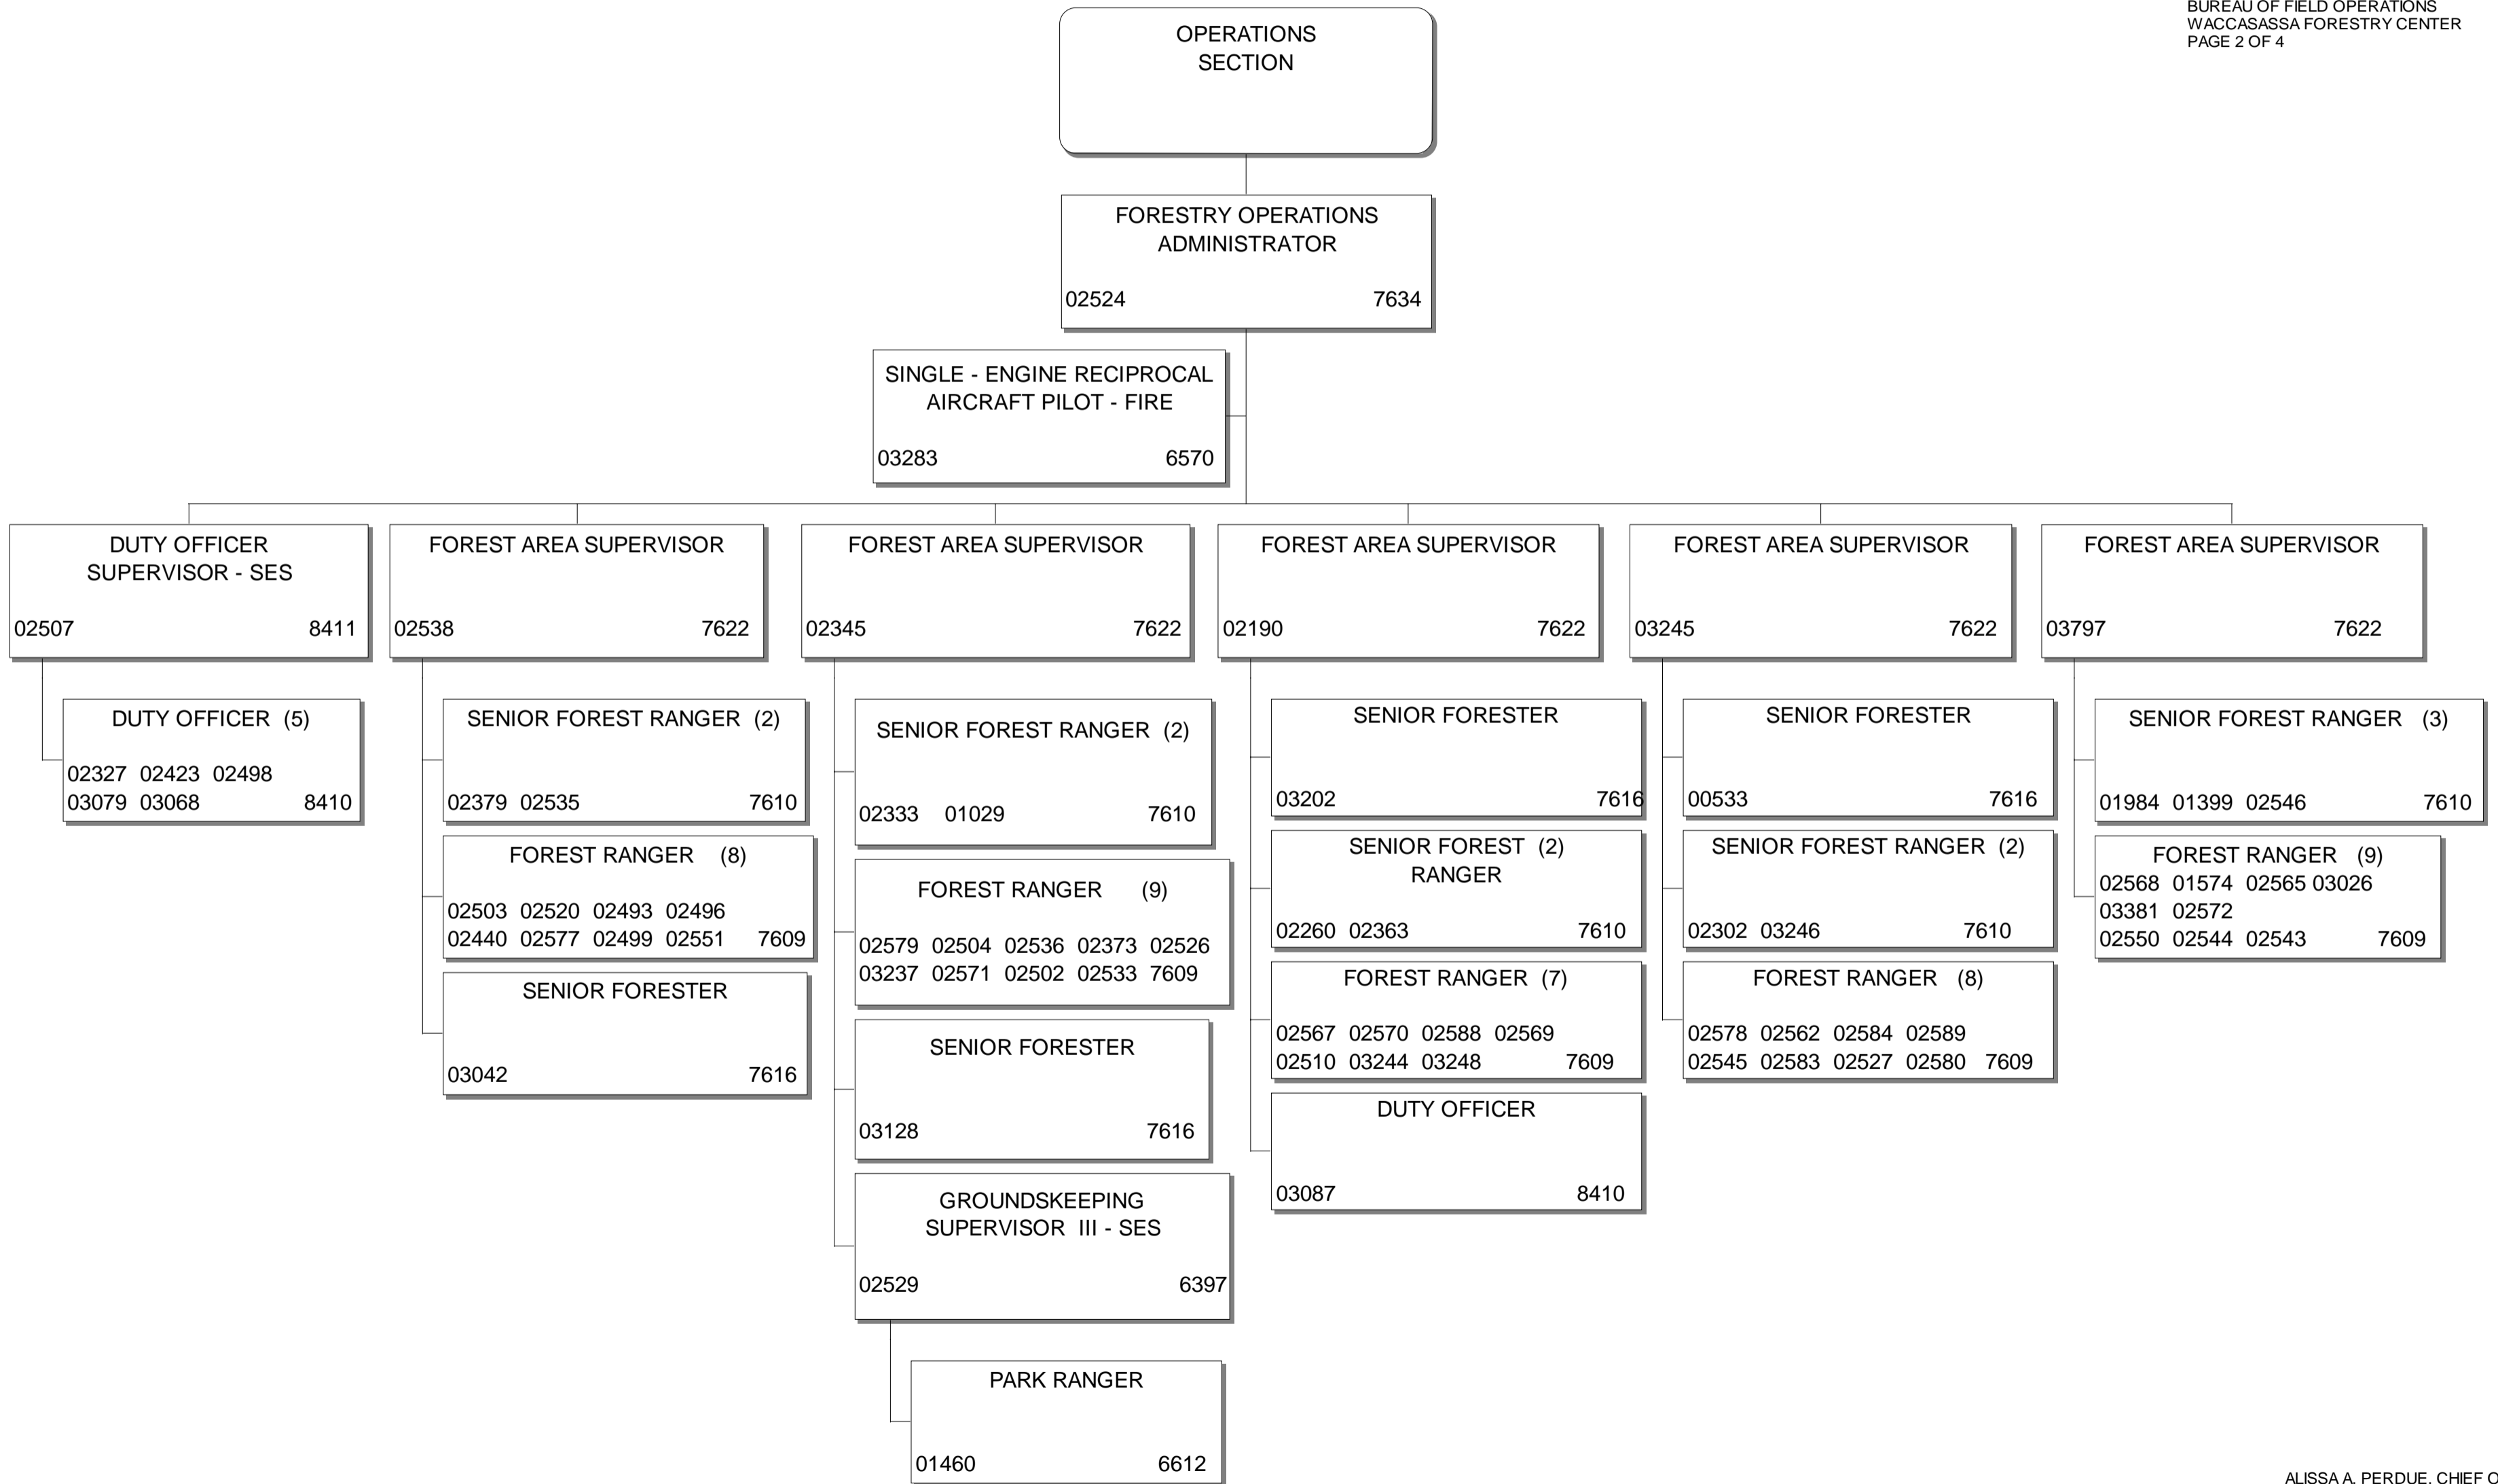 BUREAU OF FIELD OPERATIONS
WACCASASSA FORESTRY CENTER
PAGE 2 OF 4
OPERATIONS
SECTION
FORESTRY OPERATIONS
ADMINISTRATOR
02524 7634
SINGLE - ENGINE RECIPROCAL
AIRCRAFT PILOT - FIRE
03283 6570
DUTY OFFICER
SUPERVISOR - SES
02507 8411
DUTY OFFICER (5)
02327 02423 02498
03079 03068 8410
FOREST AREA SUPERVISOR
02538 7622
SENIOR FOREST RANGER (2)
02379 02535 7610
FOREST RANGER (8)
02503 02520 02493 02496
02440 02577 02499 02551 7609
SENIOR FORESTER
03042 7616
FOREST AREA SUPERVISOR
02345 7622
SENIOR FOREST RANGER (2)
02333 01029 7610
FOREST RANGER (9)
02579 02504 02536 02373 02526
03237 02571 02502 02533 7609
SENIOR FORESTER
03128 7616
GROUNDSKEEPING
SUPERVISOR III - SES
02529 6397
PARK RANGER
01460 6612
FOREST AREA SUPERVISOR
02190 7622
SENIOR FORESTER
03202 7616
SENIOR FOREST (2)
RANGER
02260 02363 7610
FOREST RANGER (7)
02567 02570 02588 02569
02510 03244 03248 7609
DUTY OFFICER
03087 8410
FOREST AREA SUPERVISOR
03245 7622
SENIOR FORESTER
00533 7616
SENIOR FOREST RANGER (2)
02302 03246 7610
FOREST RANGER (8)
02578 02562 02584 02589
02545 02583 02527 02580 7609
FOREST AREA SUPERVISOR
03797 7622
SENIOR FOREST RANGER (3)
01984 01399 02546 7610
FOREST RANGER (9)
02568 01574 02565 03026
03381 02572
02550 02544 02543 7609
ALISSA A. PERDUE, CHIEF O